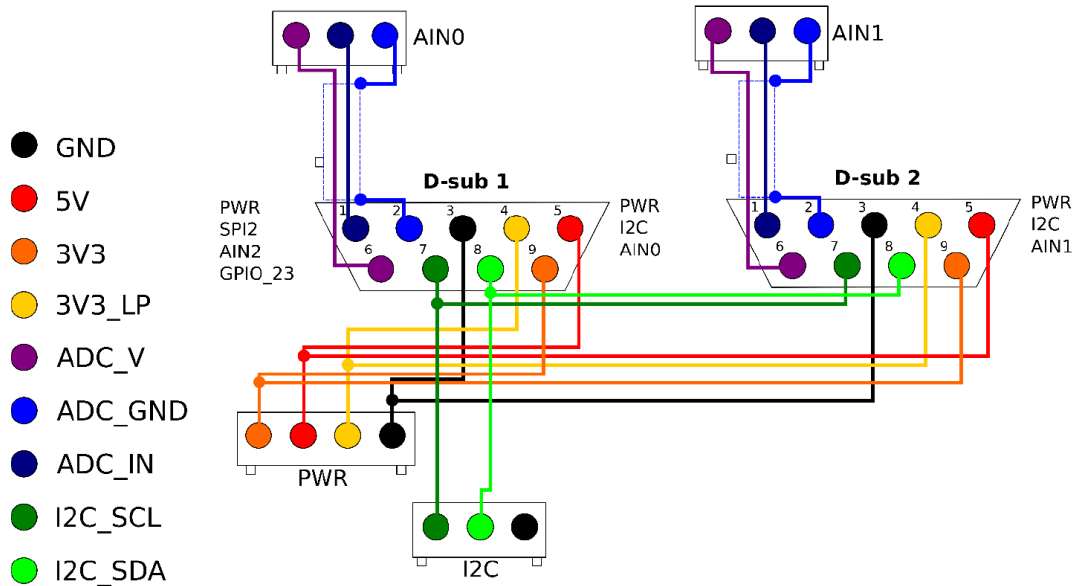 AIN0
AIN1
GND
5V
3V3
3V3_LP
ADC_V
ADC_GND
ADC_IN
I2C_SCL
I2C_SDA
D-sub 1
PWR
SPI2
AIN2
GPIO_23
1 2 3 4 5
6 7 8 9
PWR
I2C
AIN0
D-sub 2
1 2 3 4 5
6 7 8 9
PWR
I2C
AIN1
PWR
I2C